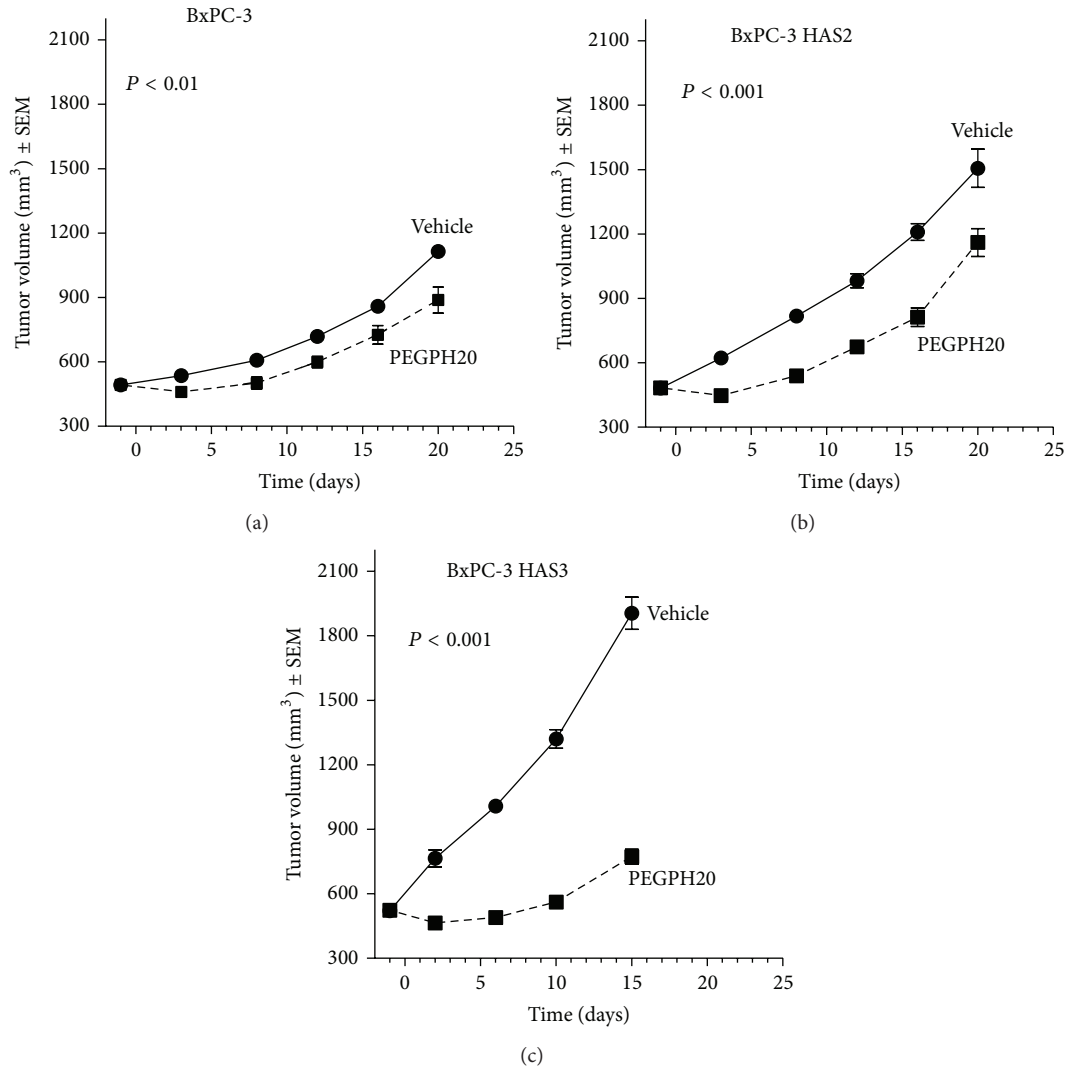 BxPC-3
P < 0.01
Tumor volume (mm³) ± SEM
2100
1800
1500
1200
900
600
300
Vehicle
PEGPH20
0 5 10 15 20 25
Time (days)
(a)
BxPC-3 HAS2
P < 0.001
Tumor volume (mm³) ± SEM
2100
1800
1500
1200
900
600
300
Vehicle
PEGPH20
0 5 10 15 20 25
Time (days)
(b)
BxPC-3 HAS3
P < 0.001
Tumor volume (mm³) ± SEM
2100
1800
1500
1200
900
600
300
Vehicle
PEGPH20
0 5 10 15 20 25
Time (days)
(c)